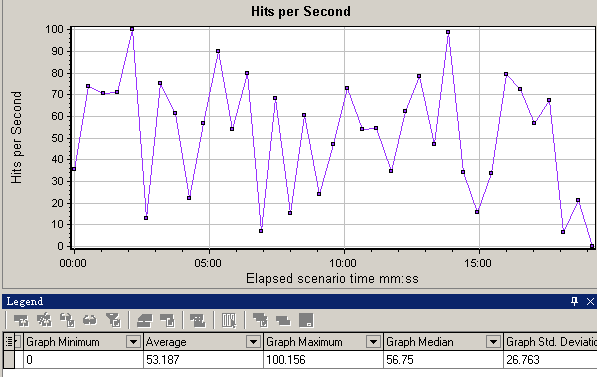 Hits per Second
100
90
80
70
60
50
40
30
20
10
0
Hits per Second
00:00 05:00 10:00 15:00
Elapsed scenario time mm:ss
Legend
Graph Minimum Average Graph Maximum Graph Median Graph Std. Deviatio
0 53.187 100.156 56.75 26.763